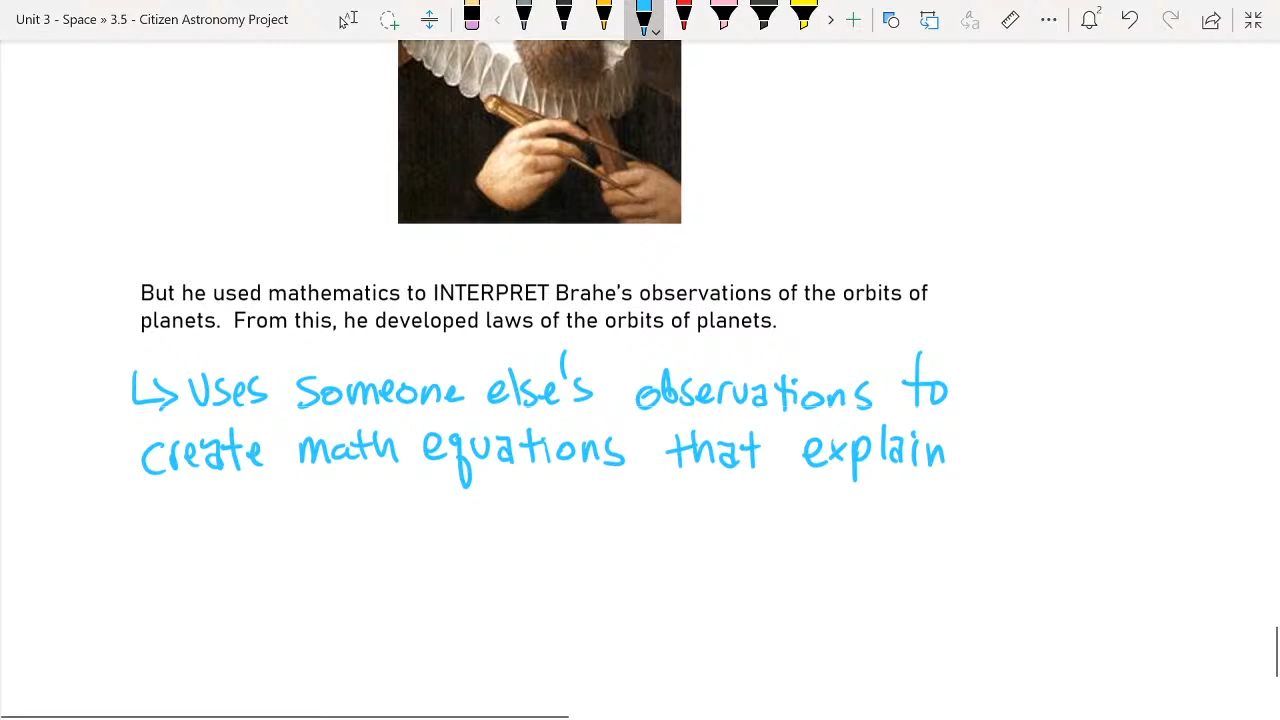 Unit 3 - Space » 3.5 - Citizen Astronomy Project
2
But he used mathematics to INTERPRET Brahe's observations of the orbits of
planets. From this, he developed laws of the orbits of planets.
↳ Uses someone else's observations to
create math equations that explain